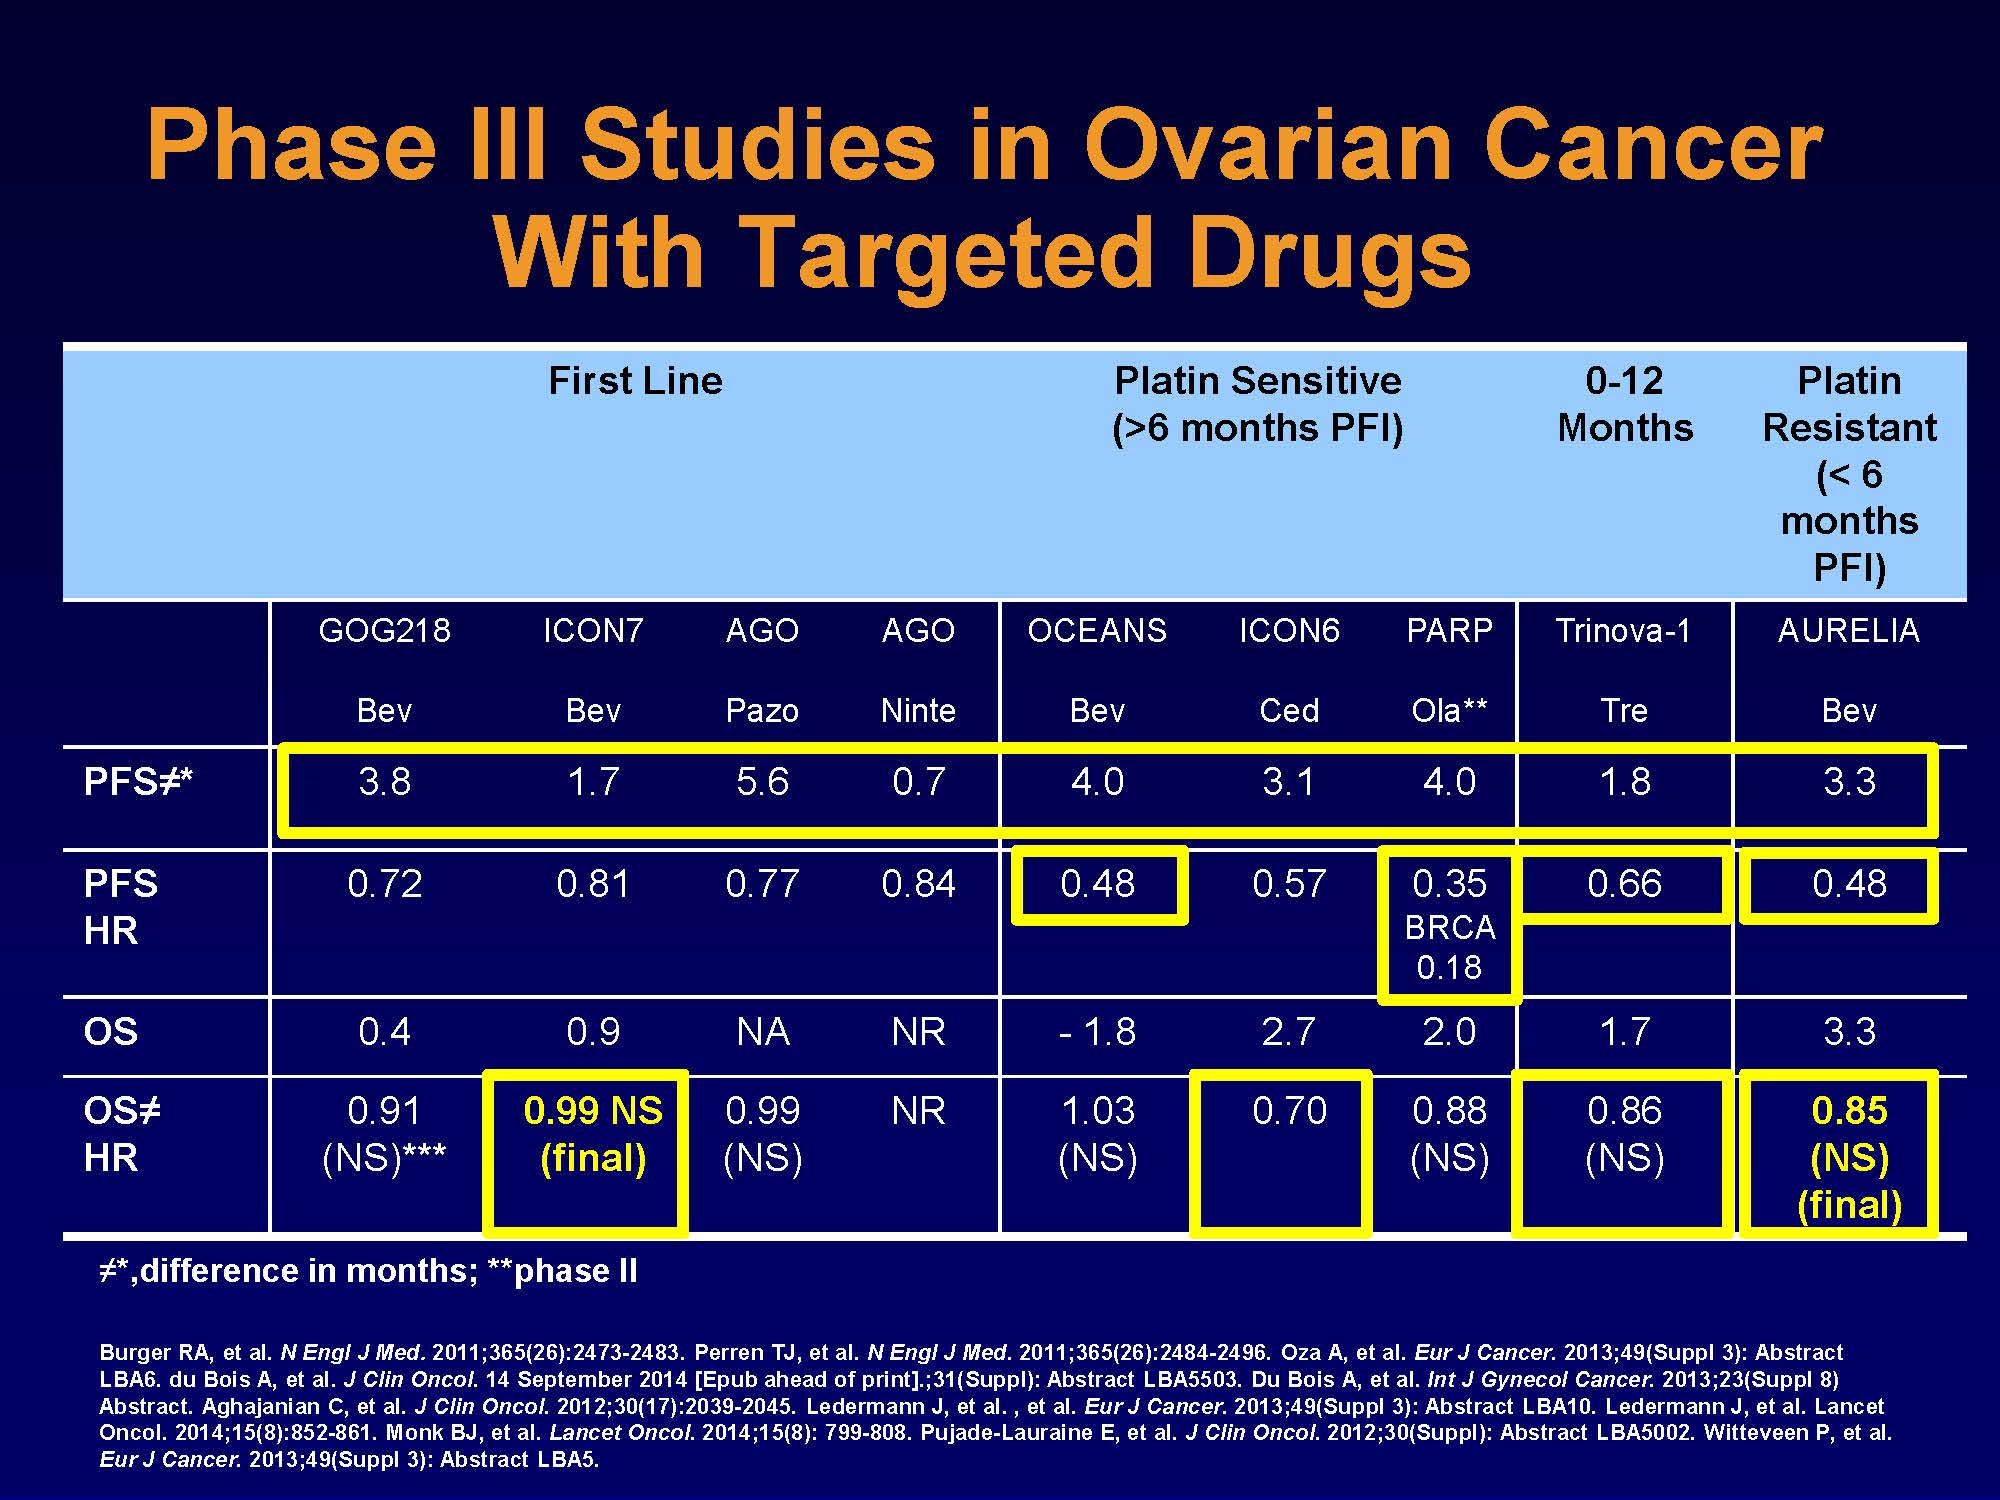 Phase III Studies in Ovarian Cancer
With Targeted Drugs
First Line Platin Sensitive 0-12 Platin
(>6 months PFI) Months Resistant
(< 6
months
PFI)
GOG218 ICON7 AGO AGO OCEANS ICON6 PARP Trinova-1 AURELIA
Bev Bev Pazo Ninte Bev Ced Ola** Tre Bev
PFS≠* 3.8 1.7 5.6 0.7 4.0 3.1 4.0 1.8 3.3
PFS 0.72 0.81 0.77 0.84 0.48 0.57 0.35 0.66 0.48
HR BRCA
0.18
OS 0.4 0.9 NA NR - 1.8 2.7 2.0 1.7 3.3
OS≠ 0.91 0.99 NS 0.99 NR 1.03 0.70 0.88 0.86 0.85
HR (NS)*** (final) (NS) (NS) (NS) (NS) (NS)
(final)
≠*,difference in months; **phase II
Burger RA, et al. N Engl J Med. 2011;365(26):2473-2483. Perren TJ, et al. N Engl J Med. 2011;365(26):2484-2496. Oza A, et al. Eur J Cancer. 2013;49(Suppl 3): Abstract
LBA6. du Bois A, et al. J Clin Oncol. 14 September 2014 [Epub ahead of print].;31(Suppl): Abstract LBA5503. Du Bois A, et al. Int J Gynecol Cancer. 2013;23(Suppl 8)
Abstract. Aghajanian C, et al. J Clin Oncol. 2012;30(17):2039-2045. Ledermann J, et al. , et al. Eur J Cancer. 2013;49(Suppl 3): Abstract LBA10. Ledermann J, et al. Lancet
Oncol. 2014;15(8):852-861. Monk BJ, et al. Lancet Oncol. 2014;15(8): 799-808. Pujade-Lauraine E, et al. J Clin Oncol. 2012;30(Suppl): Abstract LBA5002. Witteveen P, et al.
Eur J Cancer. 2013;49(Suppl 3): Abstract LBA5.